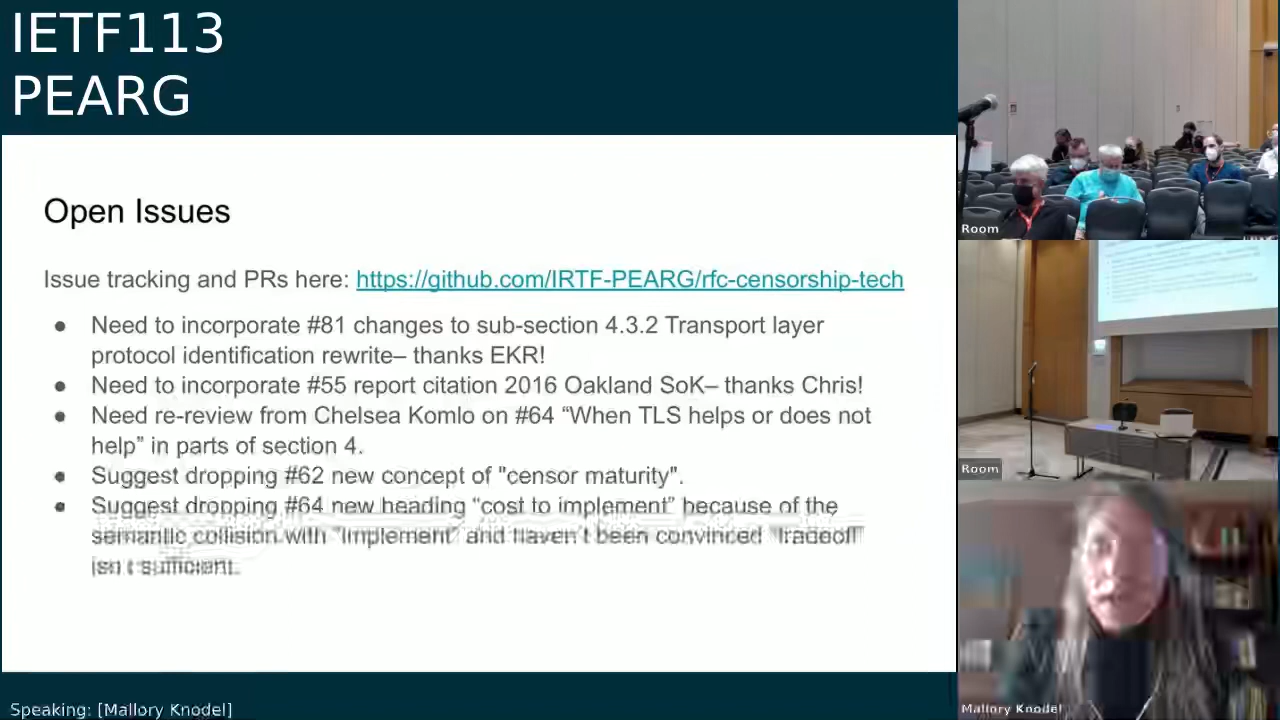 IETF113
PEARG
Open Issues
Issue tracking and PRs here: https://github.com/IRTF-PEARG/rfc-censorship-tech
● Need to incorporate #81 changes to sub-section 4.3.2 Transport layer
protocol identification rewrite– thanks EKR!
● Need to incorporate #55 report citation 2016 Oakland SoK– thanks Chris!
● Need re-review from Chelsea Komlo on #64 “When TLS helps or does not
help” in parts of section 4.
● Suggest dropping #62 new concept of "censor maturity".
● Suggest dropping #64 new heading “cost to implement” because of the
semantic collision with "implement" and haven't been convinced "tradeoff"
isn't sufficient.
Speaking: [Mallory Knodel]
Room
Room
Mallory Knodel